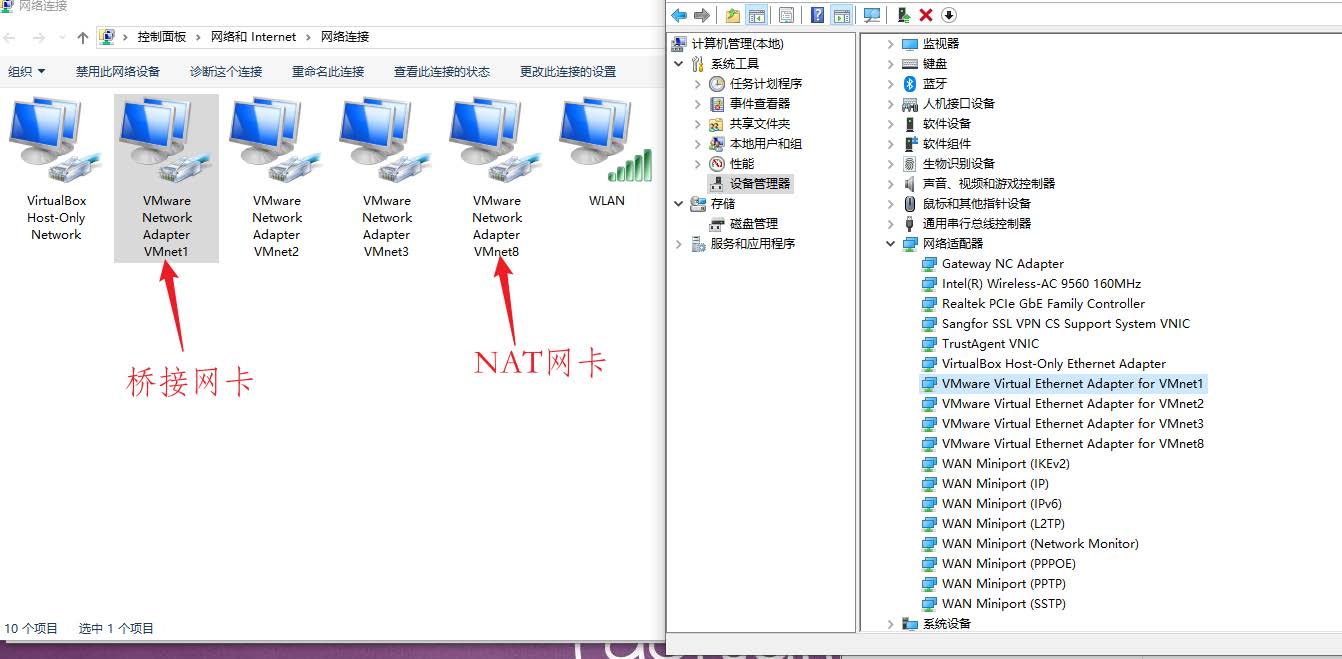 网络连接
控制面板
网络和 Internet
网络连接
组织
禁用此网络设备
诊断这个连接
重命名此连接
查看此连接的状态
更改此连接的设置
VirtualBox
Host-Only
Network
VMware
Network
Adapter
VMnet1
VMware
Network
Adapter
VMnet2
VMware
Network
Adapter
VMnet3
VMware
Network
Adapter
VMnet8
WLAN
桥接网卡
NAT网卡
10 个项目
选中 1 个项目
计算机管理(本地)
系统工具
任务计划程序
事件查看器
共享文件夹
本地用户和组
性能
设备管理器
存储
磁盘管理
服务和应用程序
监视器
键盘
蓝牙
人机接口设备
软件设备
软件组件
生物识别设备
声音、视频和游戏控制器
鼠标和其他指针设备
通用串行总线控制器
网络适配器
Gateway NC Adapter
Intel(R) Wireless-AC 9560 160MHz
Realtek PCIe GbE Family Controller
Sangfor SSL VPN CS Support System VNIC
TrustAgent VNIC
VirtualBox Host-Only Ethernet Adapter
VMware Virtual Ethernet Adapter for VMnet1
VMware Virtual Ethernet Adapter for VMnet2
VMware Virtual Ethernet Adapter for VMnet3
VMware Virtual Ethernet Adapter for VMnet8
WAN Miniport (IKEv2)
WAN Miniport (IP)
WAN Miniport (IPv6)
WAN Miniport (L2TP)
WAN Miniport (Network Monitor)
WAN Miniport (PPPOE)
WAN Miniport (PPTP)
WAN Miniport (SSTP)
系统设备